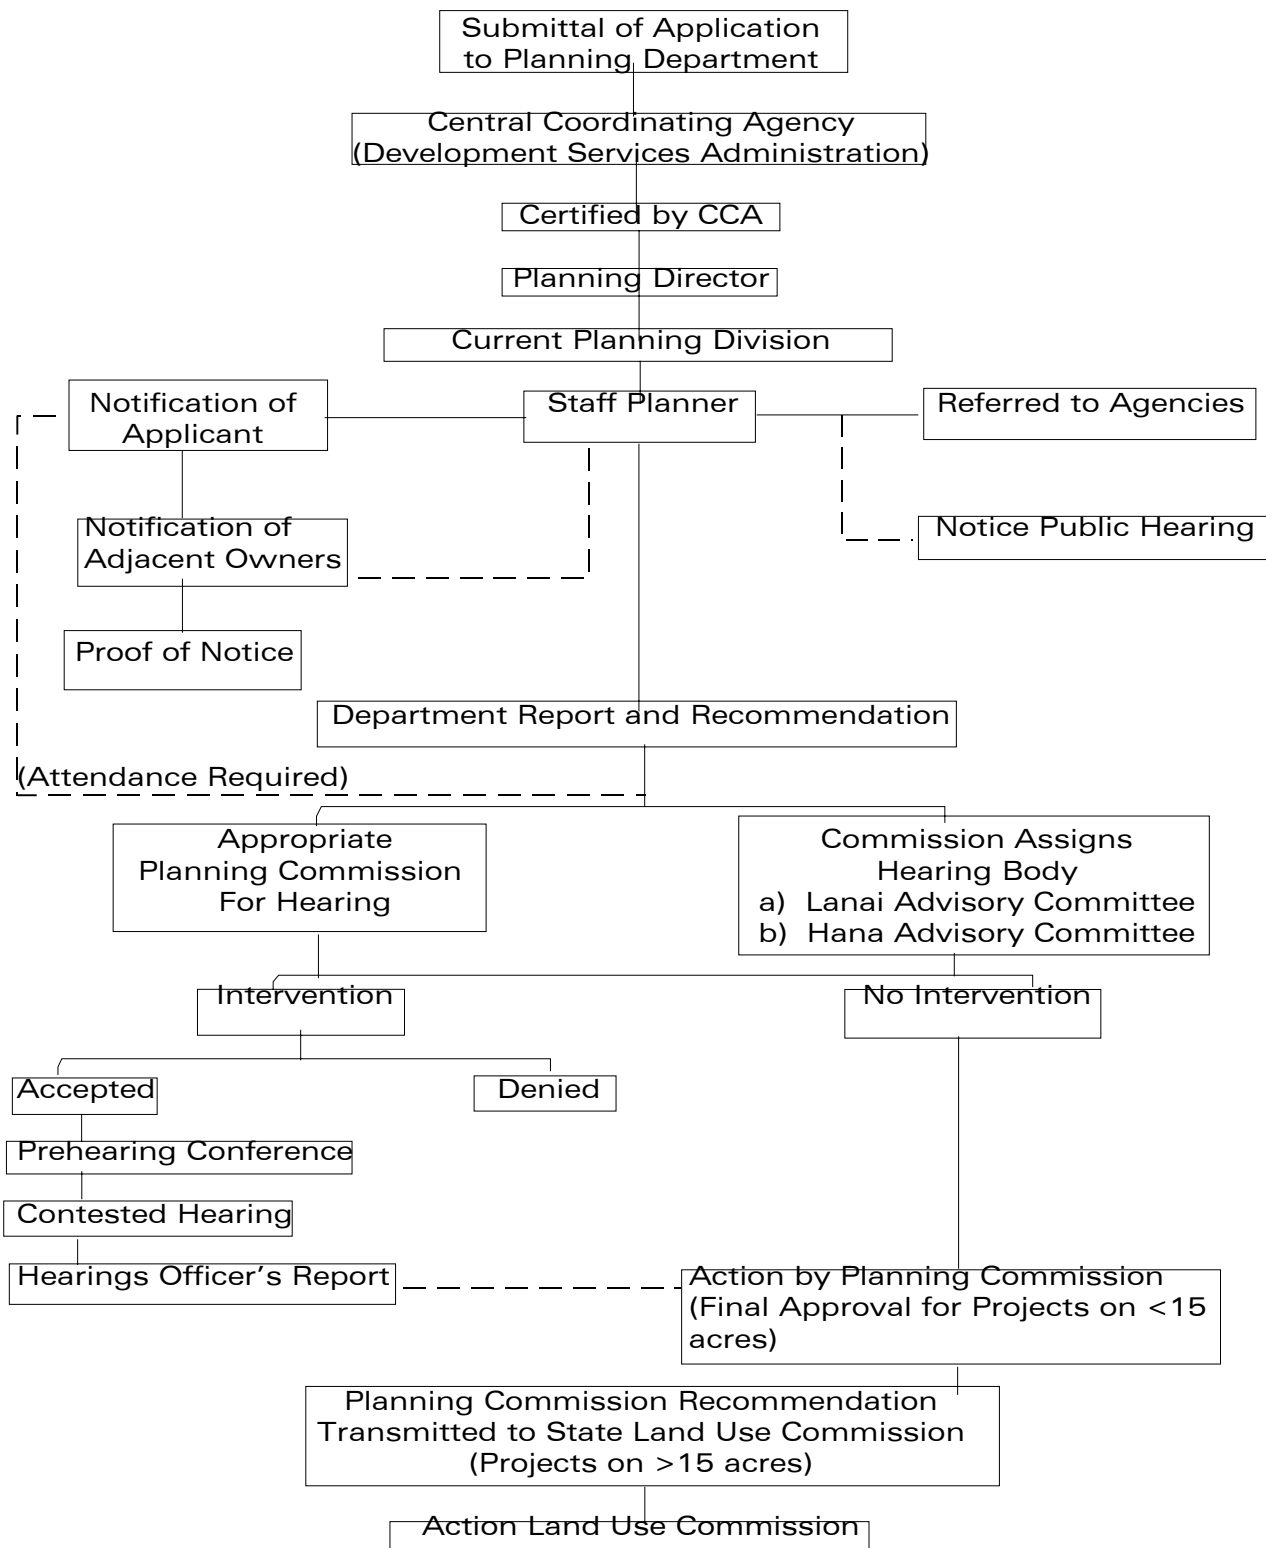 Submittal of Application
to Planning Department
Central Coordinating Agency
(Development Services Administration)
Certified by CCA
Planning Director
Current Planning Division
Notification of
Applicant
Staff Planner
Referred to Agencies
Notification of
Adjacent Owners
Notice Public Hearing
Proof of Notice
Department Report and Recommendation
(Attendance Required)
Appropriate
Planning Commission
For Hearing
Commission Assigns
Hearing Body
a) Lanai Advisory Committee
b) Hana Advisory Committee
Intervention
No Intervention
Accepted
Denied
Prehearing Conference
Contested Hearing
Hearings Officer's Report
Action by Planning Commission
(Final Approval for Projects on <15
acres)
Planning Commission Recommendation
Transmitted to State Land Use Commission
(Projects on >15 acres)
Action Land Use Commission